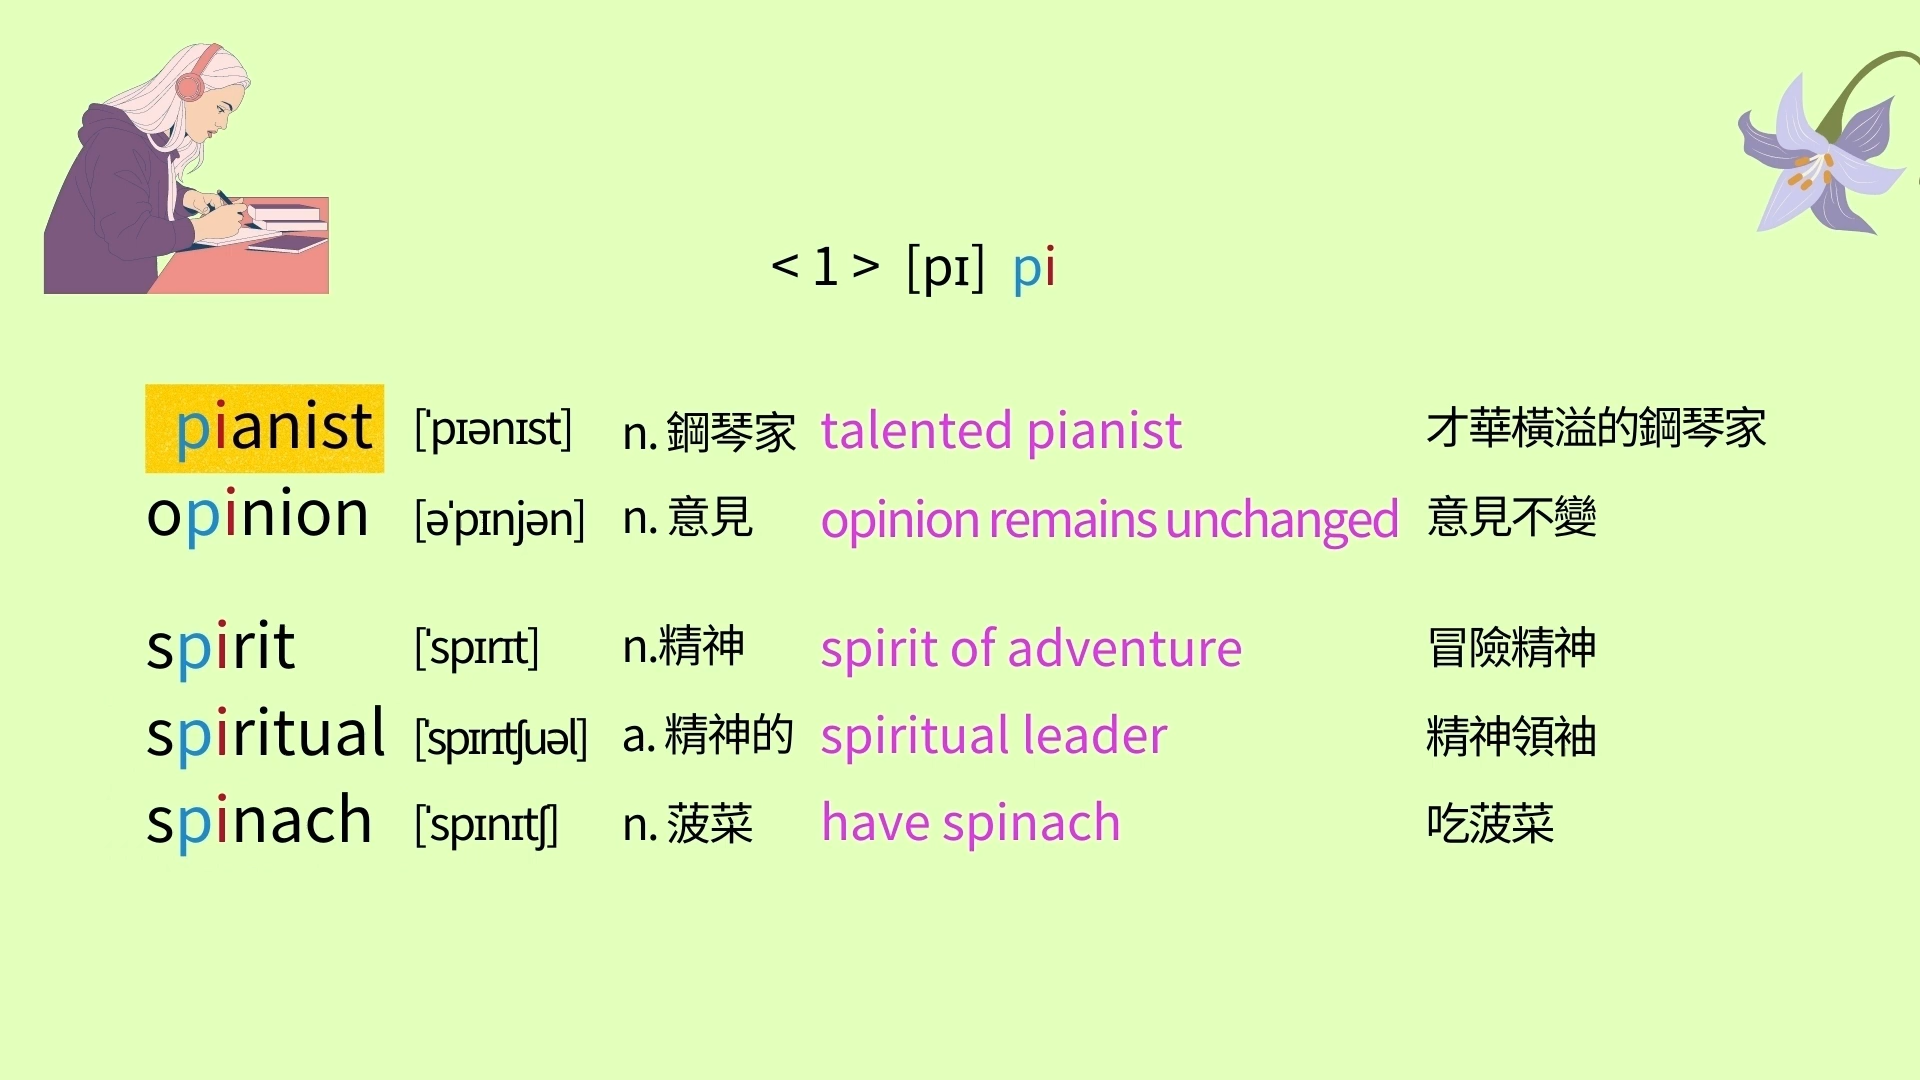 < 1 > [pɪ] pi
pianist [ˈpɪənɪst] n. 鋼琴家 talented pianist 才華橫溢的鋼琴家
opinion [əˈpɪnjən] n. 意見 opinion remains unchanged 意見不變
spirit [ˈspɪrɪt] n.精神 spirit of adventure 冒險精神
spiritual [ˈspɪrɪtʃuəl] a. 精神的 spiritual leader 精神領袖
spinach [ˈspɪnɪtʃ] n. 菠菜 have spinach 吃菠菜